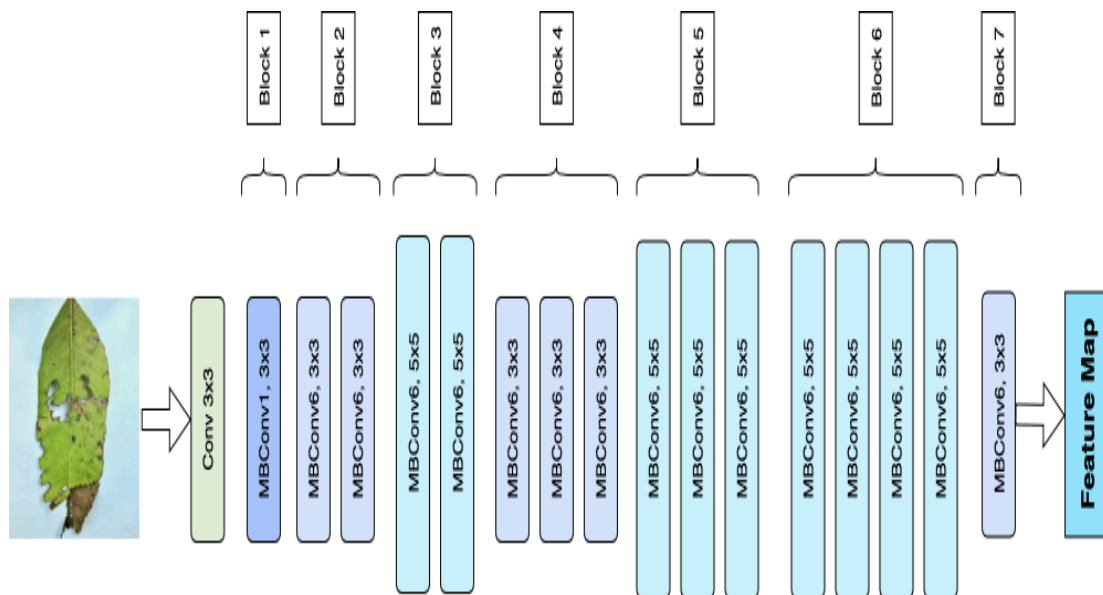 Block 1
Block 2
Block 3
Block 4
Block 5
Block 6
Block 7
Conv 3x3
MBConv1, 3x3
MBConv6, 3x3
MBConv6, 3x3
MBConv6, 5x5
MBConv6, 5x5
MBConv6, 3x3
MBConv6, 3x3
MBConv6, 3x3
MBConv6, 5x5
MBConv6, 5x5
MBConv6, 5x5
MBConv6, 5x5
MBConv6, 5x5
MBConv6, 5x5
MBConv6, 5x5
MBConv6, 3x3
Feature Map